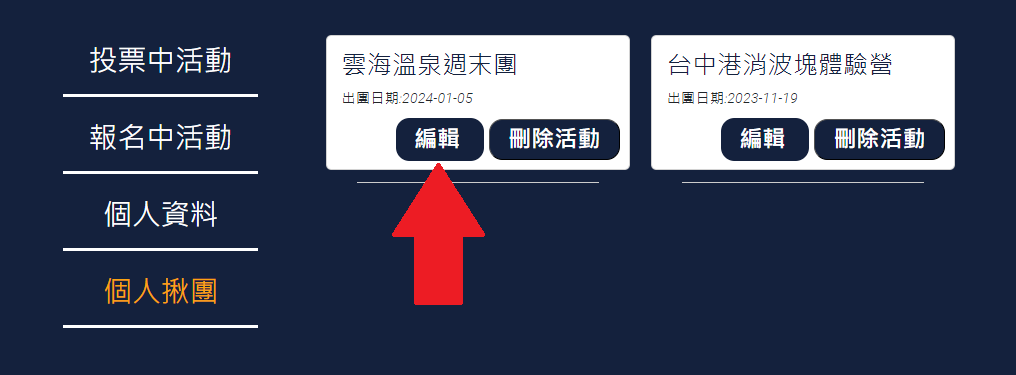 投票中活動
報名中活動
個人資料
個人揪團
雲海溫泉週末團
出團日期:2024-01-05
編輯 刪除活動
台中港消波塊體驗營
出團日期:2023-11-19
編輯 刪除活動